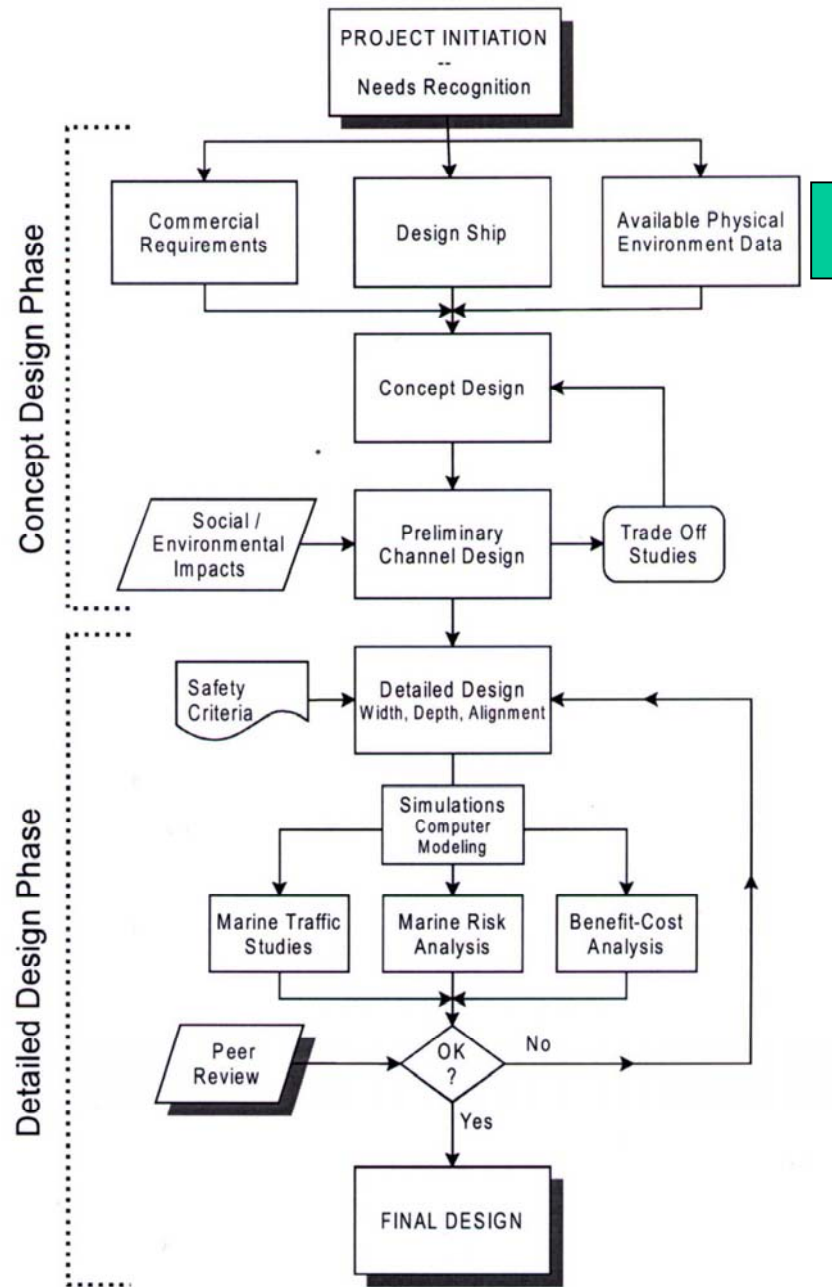 PROJECT INITIATION
--
Needs Recognition
Commercial
Requirements
Design Ship
Available Physical
Environment Data
Concept Design
Social /
Environmental
Impacts
Preliminary
Channel Design
Trade Off
Studies
Concept Design Phase
Safety
Criteria
Detailed Design
Width, Depth, Alignment
Simulations
Computer
Modeling
Marine Traffic
Studies
Marine Risk
Analysis
Benefit-Cost
Analysis
Peer
Review
OK
?
No
Yes
FINAL DESIGN
Detailed Design Phase